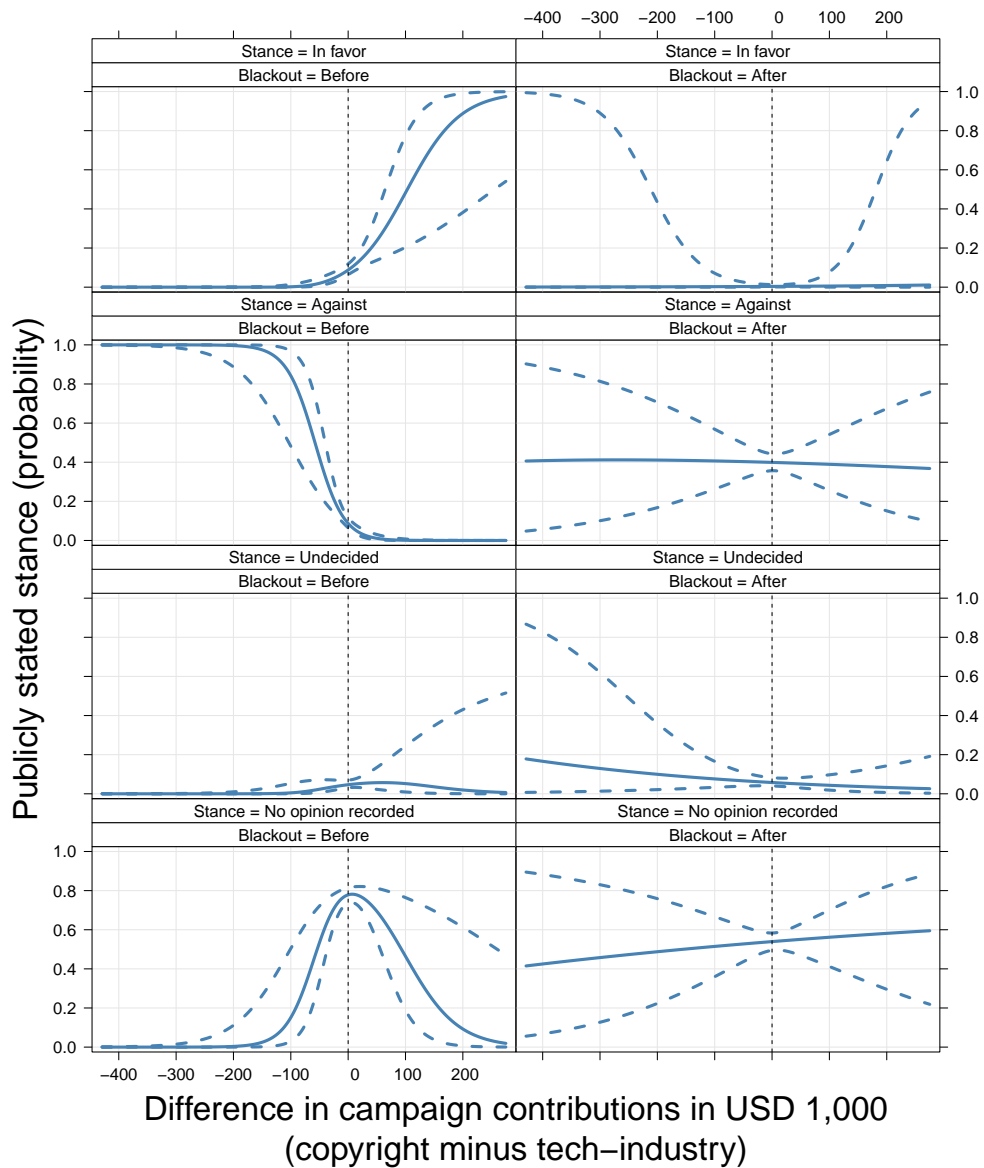 −400 −300 −200 −100 0 100 200
Stance = In favor Stance = In favor
Blackout = Before Blackout = After
1.0
0.8
0.6
0.4
0.2
0.0
Stance = Against Stance = Against
Blackout = Before Blackout = After
1.0
0.8
0.6
0.4
0.2
0.0
Stance = Undecided Stance = Undecided
Blackout = Before Blackout = After
1.0
0.8
0.6
0.4
0.2
0.0
Stance = No opinion recorded Stance = No opinion recorded
Blackout = Before Blackout = After
1.0
0.8
0.6
0.4
0.2
0.0
−400 −300 −200 −100 0 100 200
Publicly stated stance (probability)
Difference in campaign contributions in USD 1,000
(copyright minus tech−industry)